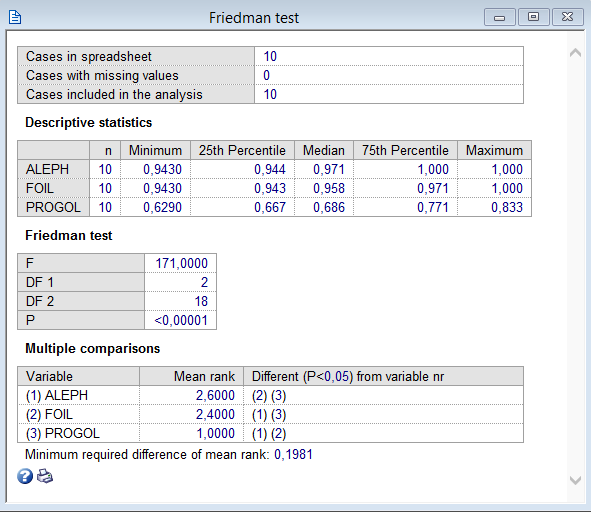 Friedman test
Cases in spreadsheet 10
Cases with missing values 0
Cases included in the analysis 10
Descriptive statistics
n Minimum 25th Percentile Median 75th Percentile Maximum
ALEPH 10 0,9430 0,944 0,971 1,000 1,000
FOIL 10 0,9430 0,943 0,958 0,971 1,000
PROGOL 10 0,6290 0,667 0,686 0,771 0,833
Friedman test
F 171,0000
DF 1 2
DF 2 18
P <0,00001
Multiple comparisons
Variable Mean rank Different (P<0,05) from variable nr
(1) ALEPH 2,6000 (2) (3)
(2) FOIL 2,4000 (1) (3)
(3) PROGOL 1,0000 (1) (2)
Minimum required difference of mean rank: 0,1981